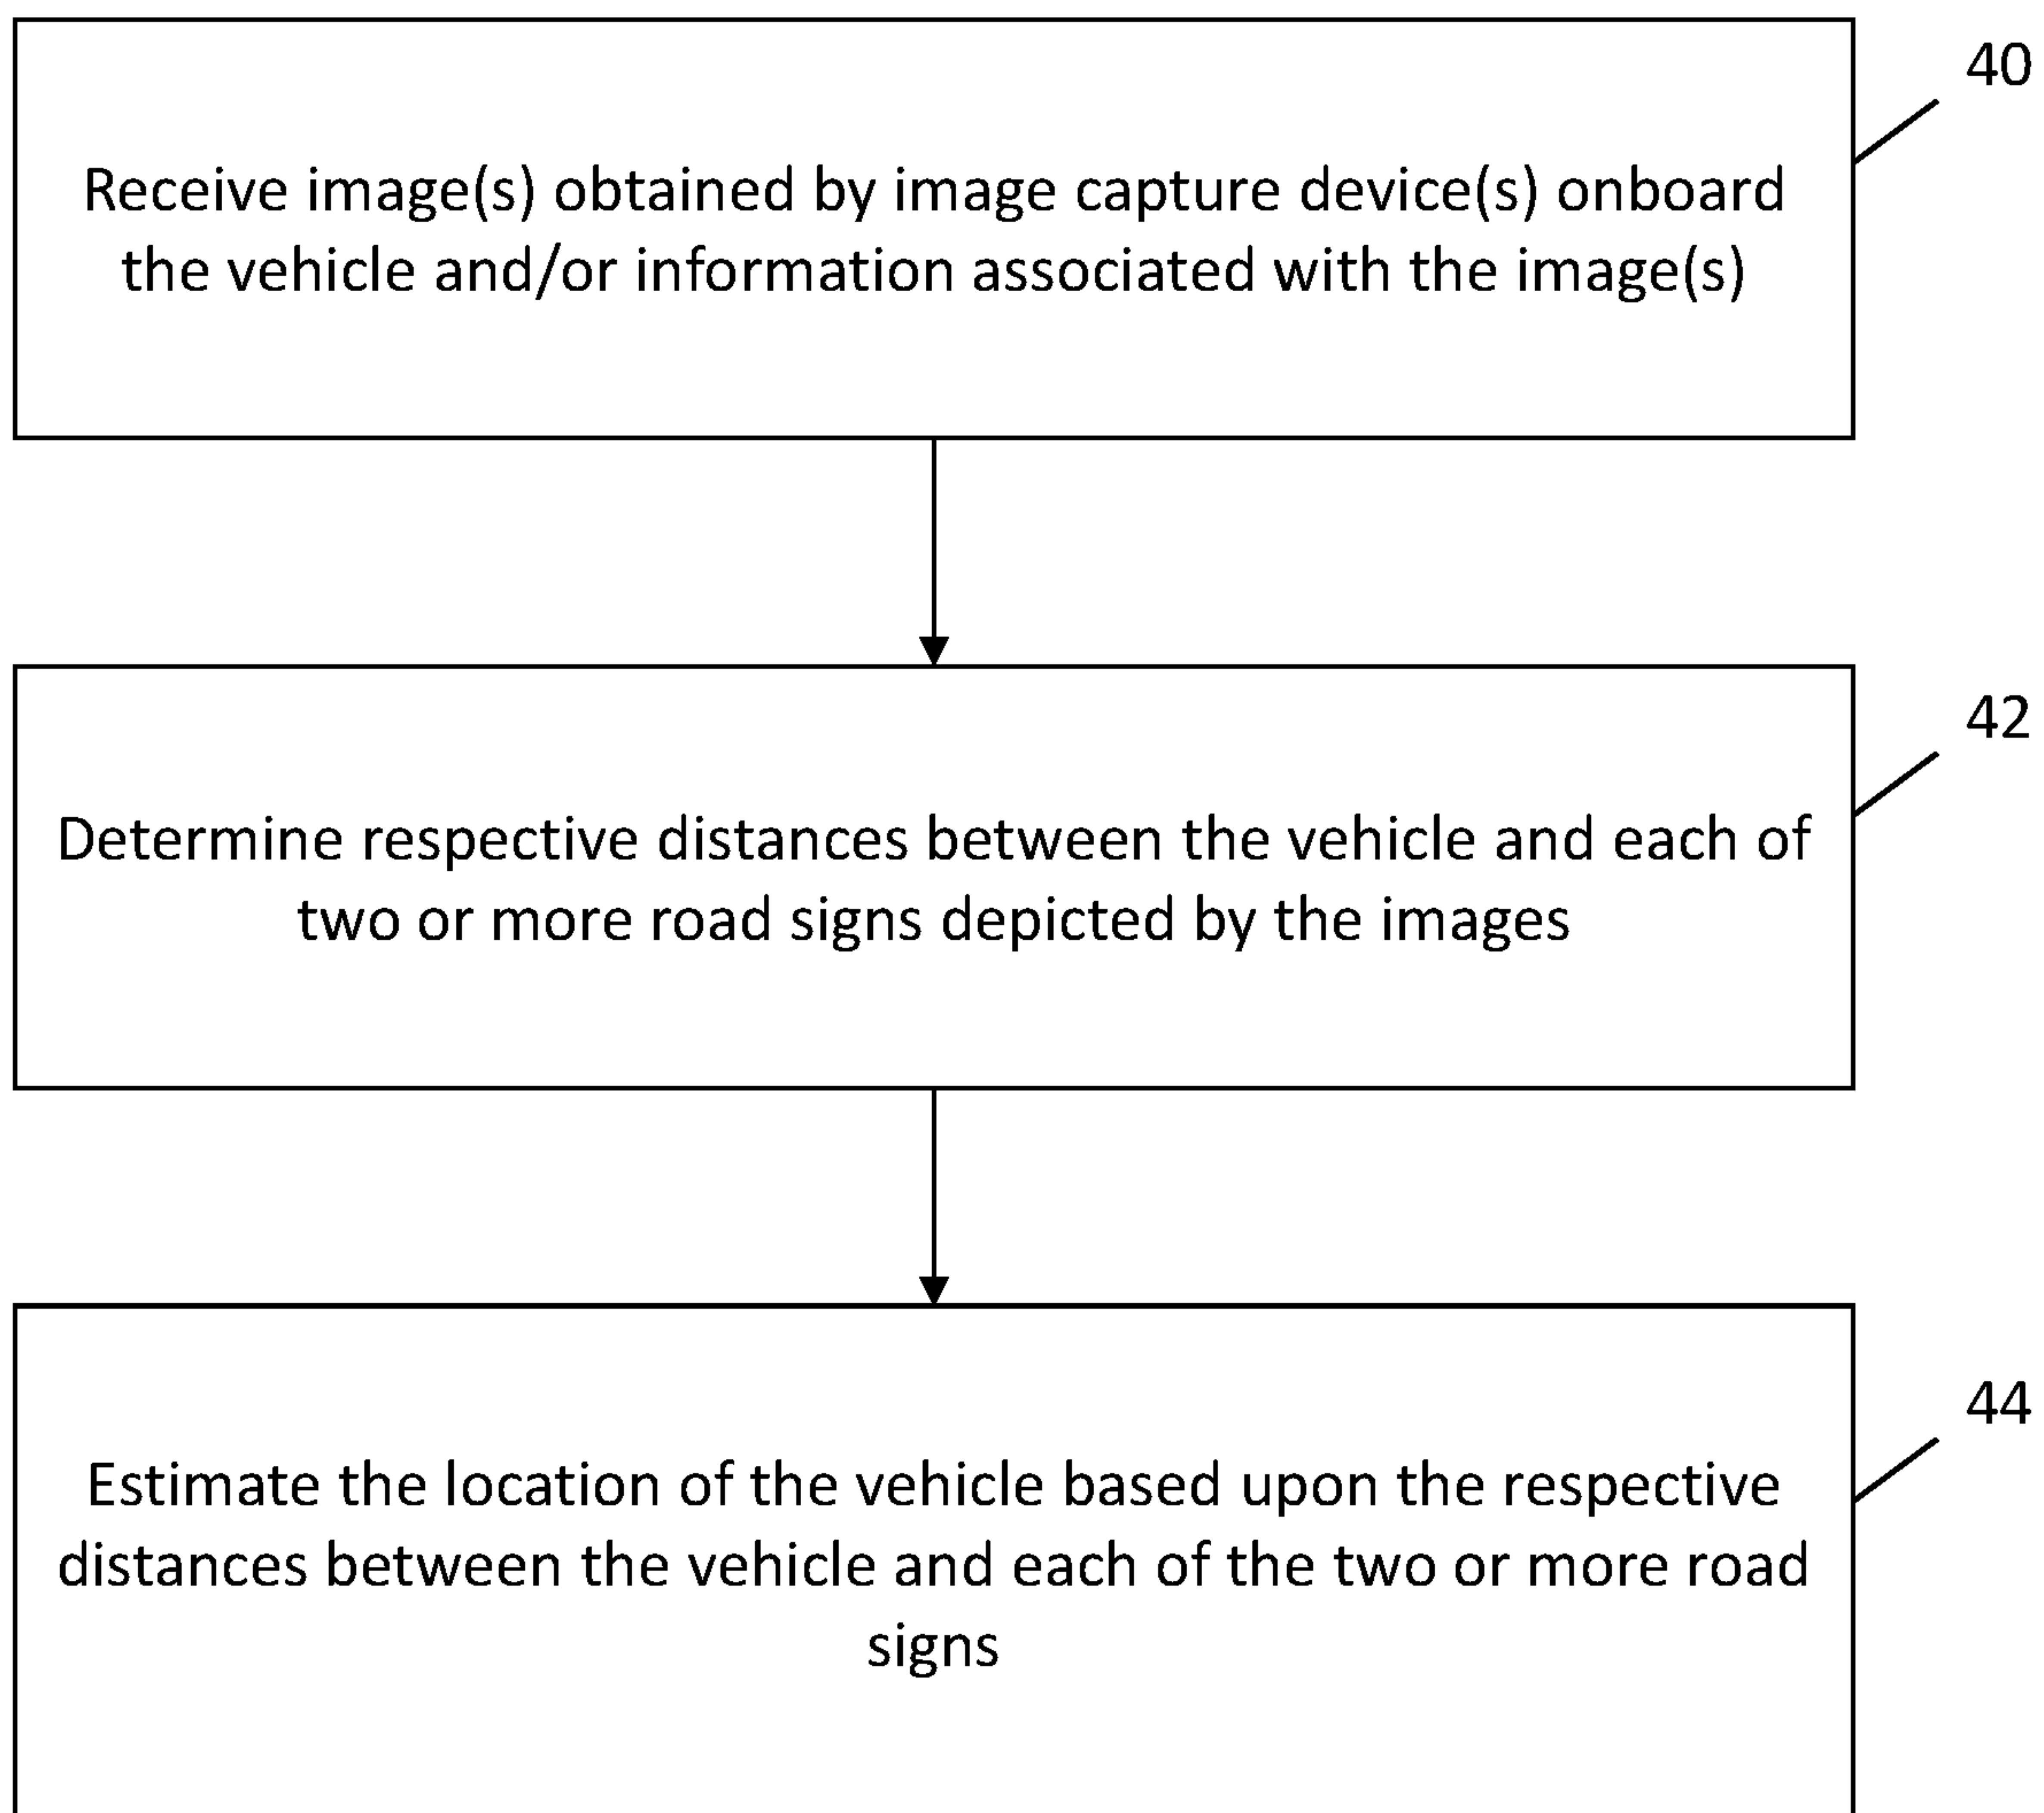 40
Receive image(s) obtained by image capture device(s) onboard
the vehicle and/or information associated with the image(s)
42
Determine respective distances between the vehicle and each of
two or more road signs depicted by the images
44
Estimate the location of the vehicle based upon the respective
distances between the vehicle and each of the two or more road
signs